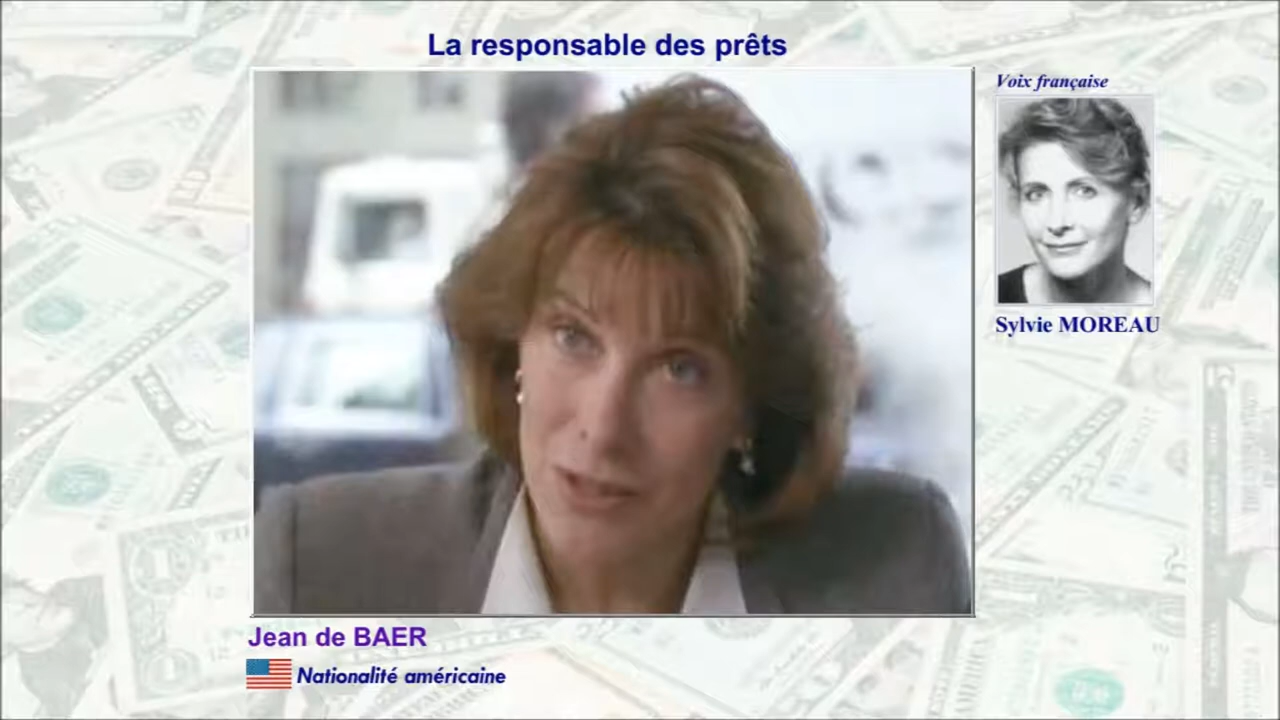 La responsable des prêts
Voix française
Sylvie MOREAU
Jean de BAER
Nationalité américaine